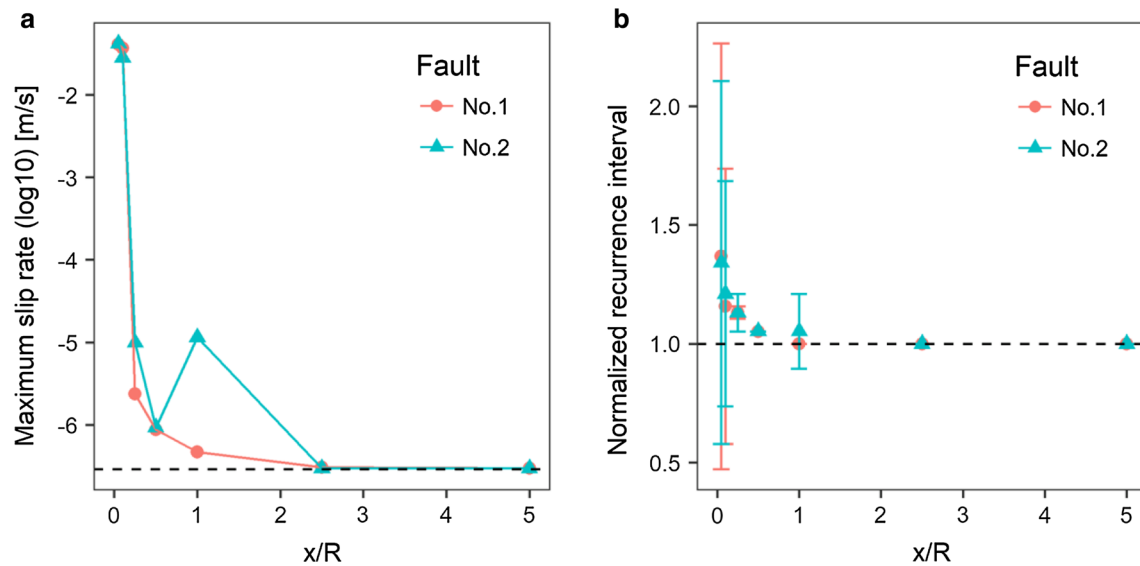 a
Maximum slip rate (log10) [m/s]
-2
-3
-4
-5
-6
0 1 2 3 4 5
x/R
Fault
No.1
No.2
b
Normalized recurrence interval
2.0
1.5
1.0
0.5
0 1 2 3 4 5
x/R
Fault
No.1
No.2